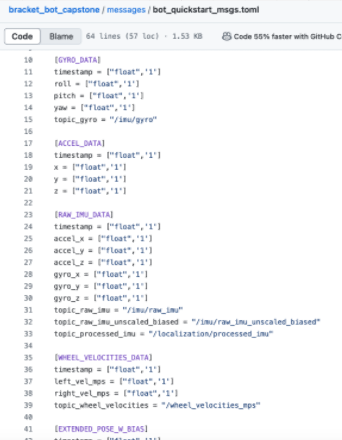 bracket_bot_capstone / messages / bot_quickstart_msgs.toml
Code Blame 64 lines (57 loc) · 1.53 KB Code 55% faster with GitHub C
10 [GYRO_DATA]
11 timestamp = ["float",'1']
12 roll = ["float",'1']
13 pitch = ["float",'1']
14 yaw = ["float",'1']
15 topic_gyro = "/imu/gyro"
16
17 [ACCEL_DATA]
18 timestamp = ["float",'1']
19 x = ["float",'1']
20 y = ["float",'1']
21 z = ["float",'1']
22
23 [RAW_IMU_DATA]
24 timestamp = ["float",'1']
25 accel_x = ["float",'1']
26 accel_y = ["float",'1']
27 accel_z = ["float",'1']
28 gyro_x = ["float",'1']
29 gyro_y = ["float",'1']
30 gyro_z = ["float",'1']
31 topic_raw_imu = "/imu/raw_imu"
32 topic_raw_imu_unscaled_biased = "/imu/raw_imu_unscaled_biased"
33 topic_processed_imu = "/localization/processed_imu"
34
35 [WHEEL_VELOCITIES_DATA]
36 timestamp = ["float",'1']
37 left_vel_mps = ["float",'1']
38 right_vel_mps = ["float",'1']
39 topic_wheel_velocities = "/wheel_velocities_mps"
40
41 [EXTENDED_POSE_W_BIAS]